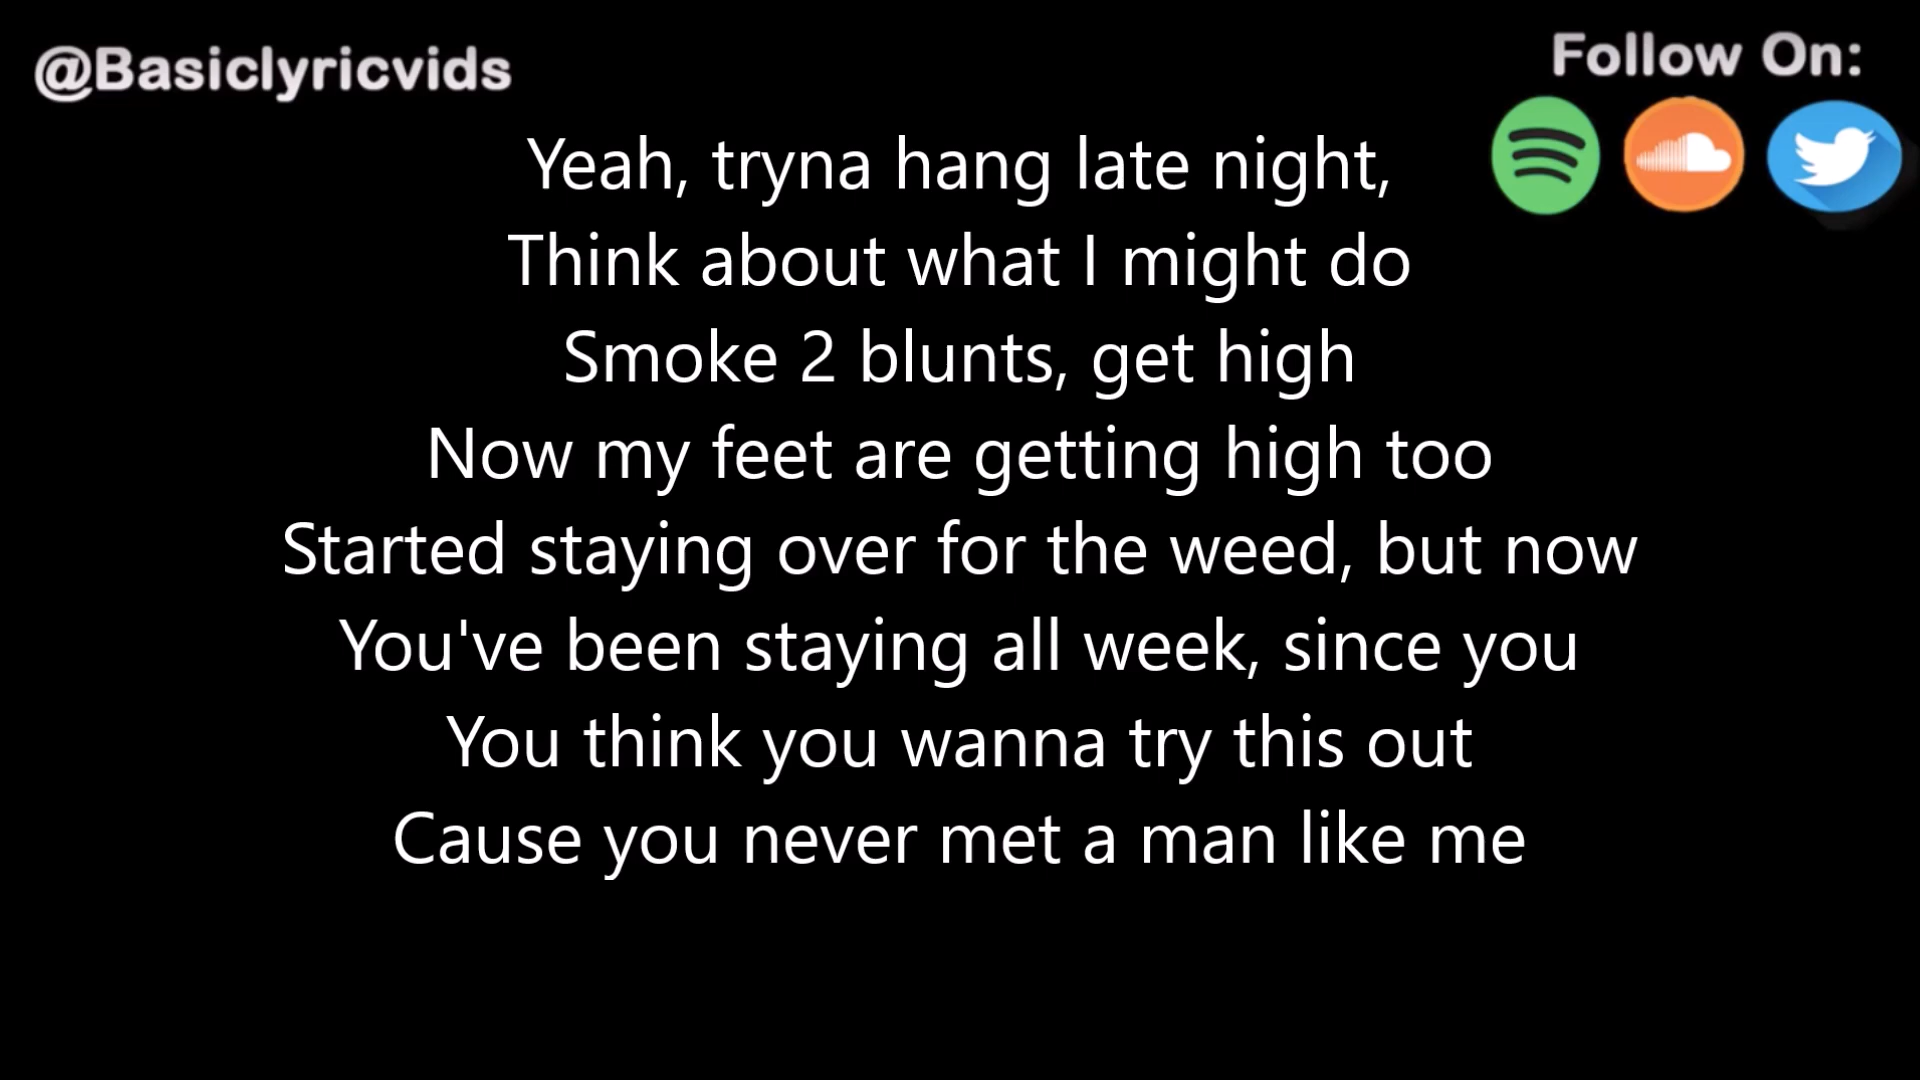 @Basiclyricvids
Follow On:
Yeah, tryna hang late night,
Think about what I might do
Smoke 2 blunts, get high
Now my feet are getting high too
Started staying over for the weed, but now
You've been staying all week, since you
You think you wanna try this out
Cause you never met a man like me